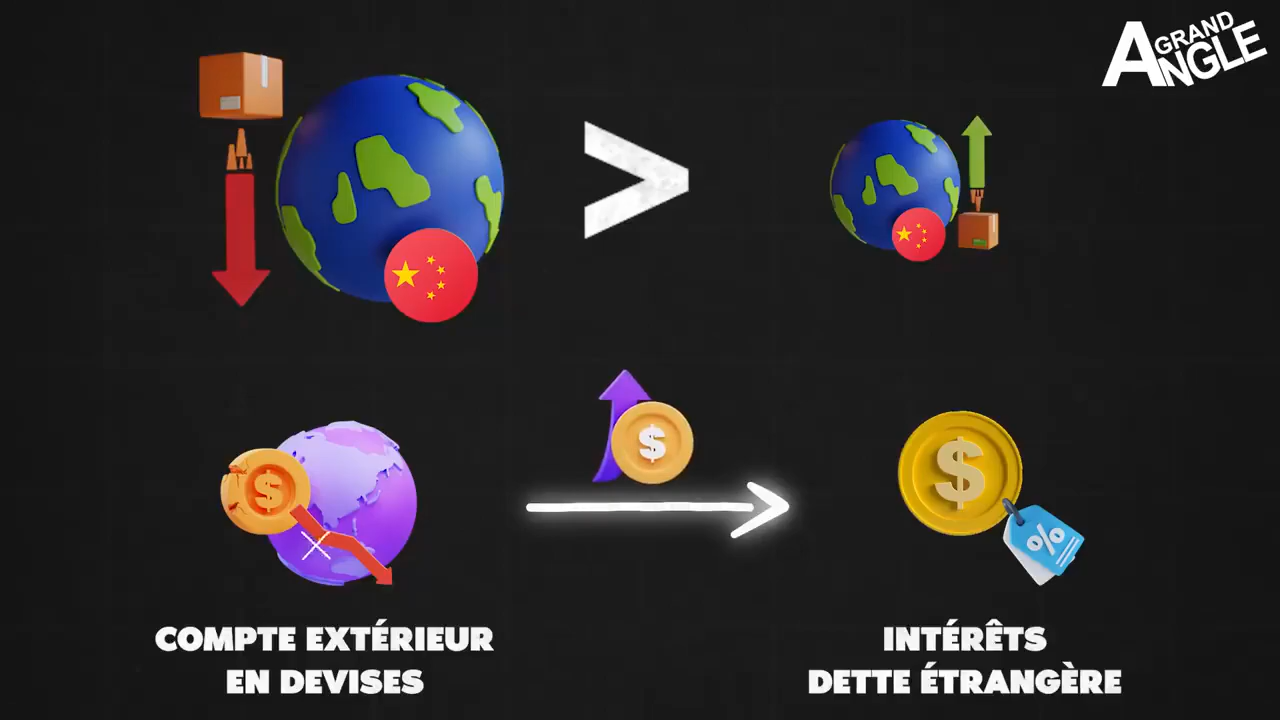 A GRAND
ANGLE
>
$
$
%
$
COMPTE EXTÉRIEUR
EN DEVISES
INTÉRÊTS
DETTE ÉTRANGÈRE